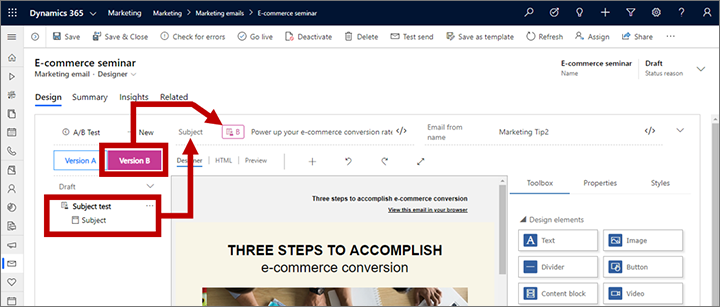 Dynamics 365 Marketing Marketing > Marketing emails > E-commerce seminar
Save Save & Close Check for errors Go live Deactivate Delete Test send Save as template Refresh Assign Share
E-commerce seminar
Marketing email · Designer
E-commerce seminar
Name
Draft
Status reason
Design Summary Insights Related
A/B Test New Subject B Power up your e-commerce conversion rate </> Email from name Marketing Tip2 </>
Version A Version B Designer HTML Preview
Draft
Subject test ...
Subject
Three steps to accomplish e-commerce conversion
View this email in your browser
THREE STEPS TO ACCOMPLISH
e-commerce conversion
Toolbox Properties Styles
Design elements
Text Image
Divider Button
Content block Video